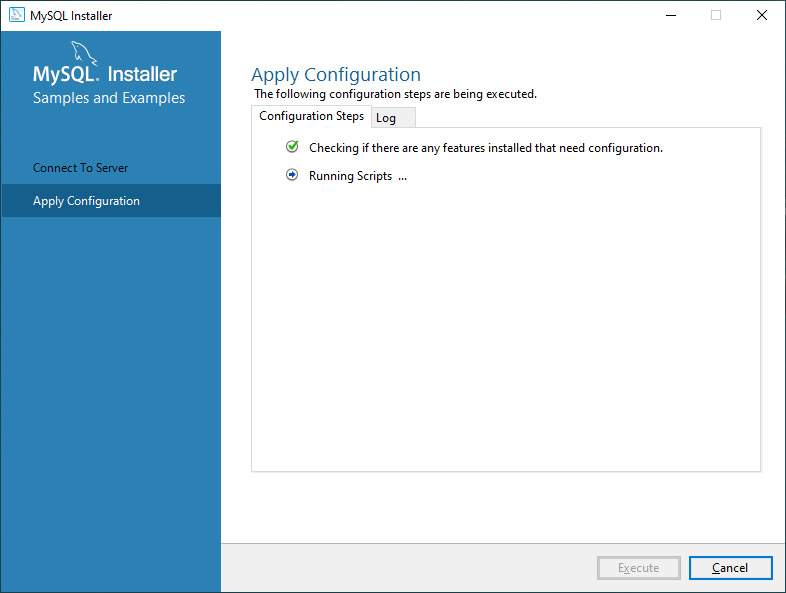 MySQL Installer
MySQL. Installer
Samples and Examples
Connect To Server
Apply Configuration
Apply Configuration
The following configuration steps are being executed.
Configuration Steps
Log
Checking if there are any features installed that need configuration.
Running Scripts ...
Execute
Cancel